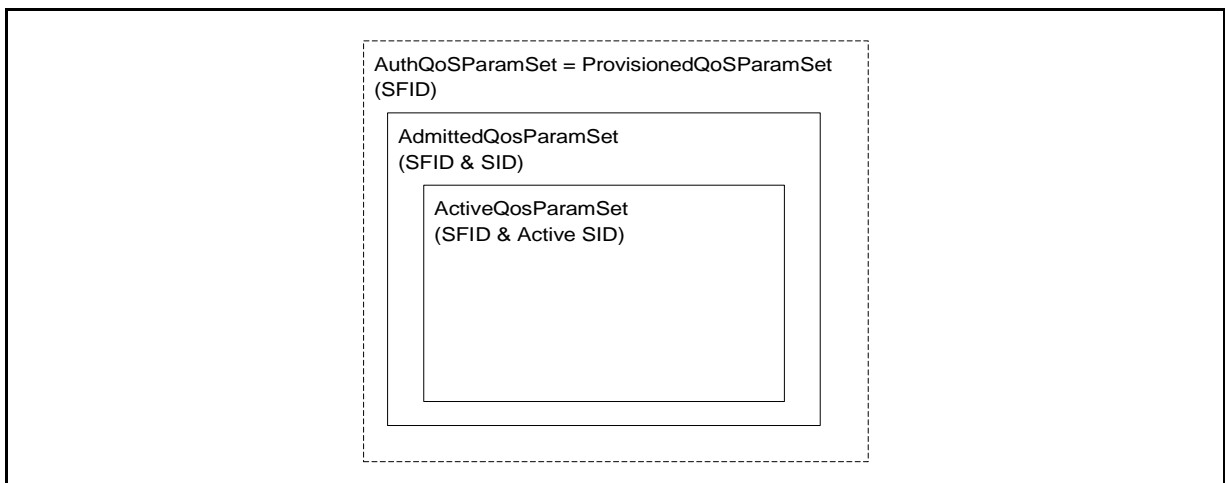 AuthQoSParamSet = ProvisionedQoSParamSet
(SFID)
AdmittedQosParamSet
(SFID & SID)
ActiveQosParamSet
(SFID & Active SID)